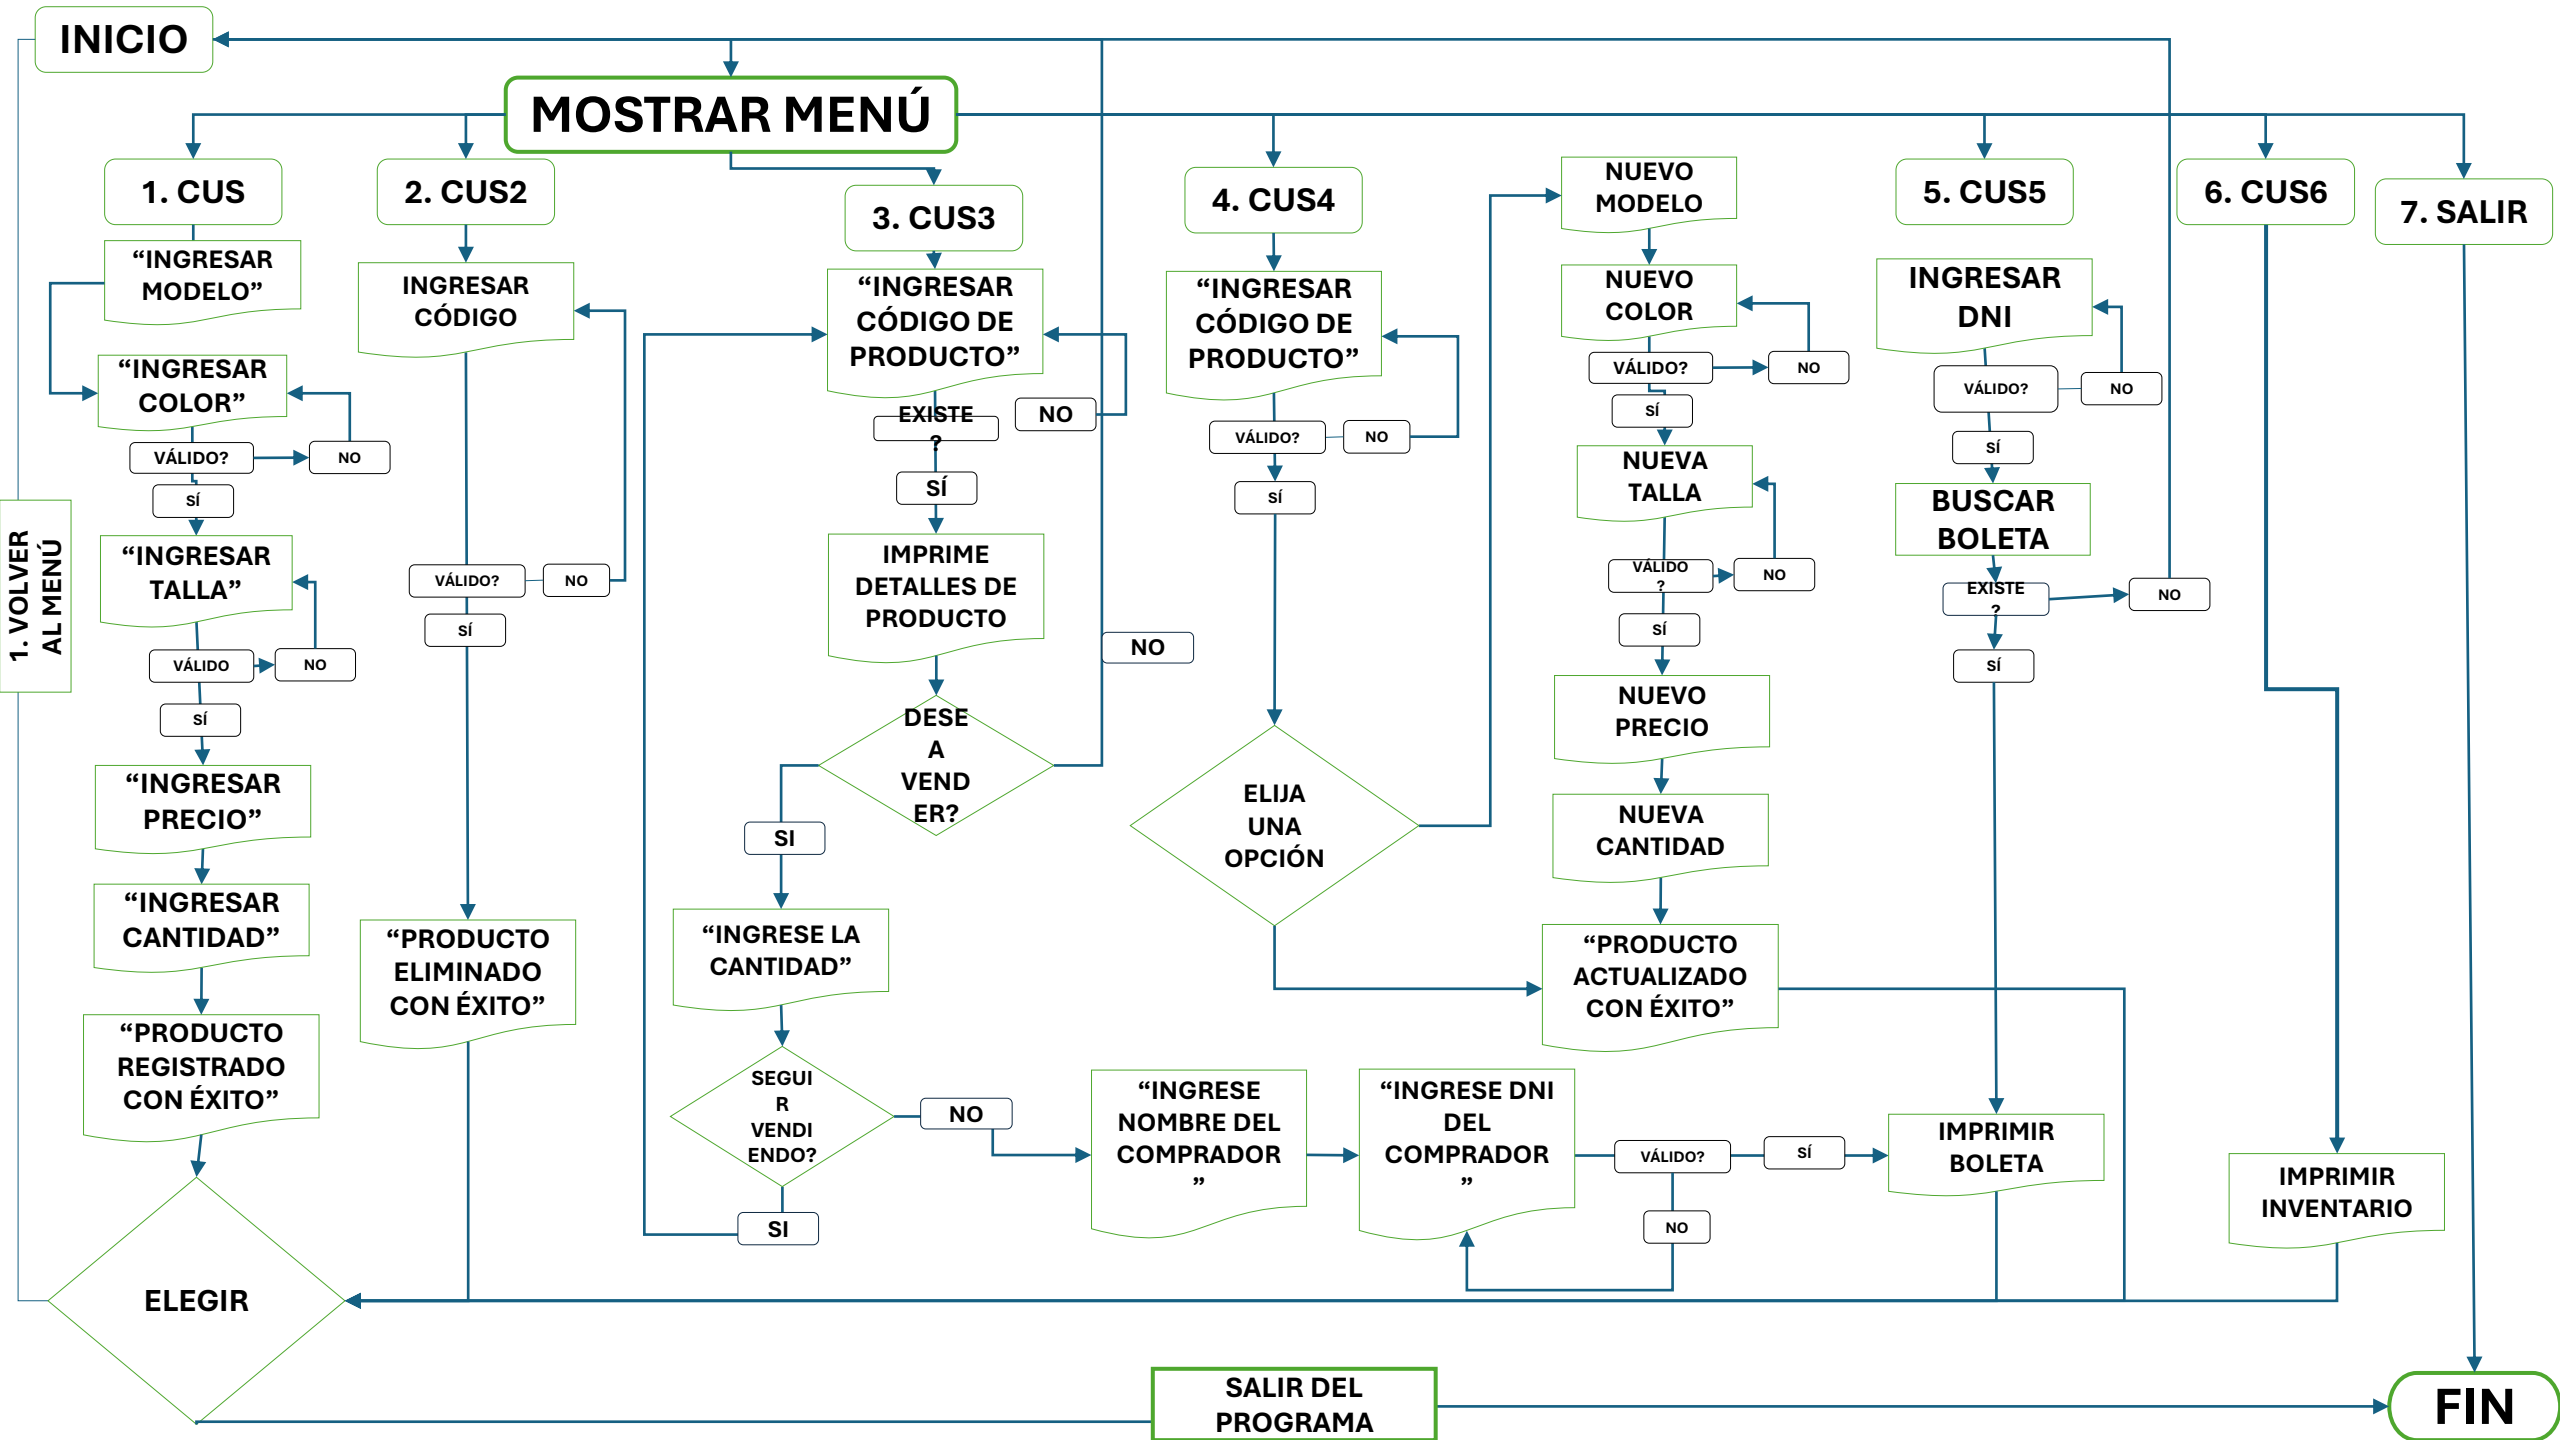 INICIO
MOSTRAR MENÚ
1. CUS
“INGRESAR
MODELO”
“INGRESAR
COLOR”
VÁLIDO?
NO
SÍ
“INGRESAR
TALLA”
VÁLIDO
NO
SÍ
“INGRESAR
PRECIO”
“INGRESAR
CANTIDAD”
“PRODUCTO
REGISTRADO
CON ÉXITO”
ELEGIR
1. VOLVER
AL MENÚ
2. CUS2
INGRESAR
CÓDIGO
VÁLIDO?
NO
SÍ
“PRODUCTO
ELIMINADO
CON ÉXITO”
3. CUS3
“INGRESAR
CÓDIGO DE
PRODUCTO”
EXISTE
?
NO
SÍ
IMPRIME
DETALLES DE
PRODUCTO
DESE
A
VEND
ER?
NO
SI
“INGRESE LA
CANTIDAD”
SEGUI
R
VENDI
ENDO?
NO
SI
“INGRESE
NOMBRE DEL
COMPRADOR
”
“INGRESE DNI
DEL
COMPRADOR
”
VÁLIDO?
SÍ
NO
4. CUS4
“INGRESAR
CÓDIGO DE
PRODUCTO”
VÁLIDO?
NO
SÍ
ELIJA
UNA
OPCIÓN
NUEVO
MODELO
NUEVO
COLOR
VÁLIDO?
NO
SÍ
NUEVA
TALLA
VÁLIDO
?
NO
SÍ
NUEVO
PRECIO
NUEVA
CANTIDAD
“PRODUCTO
ACTUALIZADO
CON ÉXITO”
5. CUS5
INGRESAR
DNI
VÁLIDO?
NO
SÍ
BUSCAR
BOLETA
EXISTE
?
NO
SÍ
IMPRIMIR
BOLETA
6. CUS6
IMPRIMIR
INVENTARIO
7. SALIR
SALIR DEL
PROGRAMA
FIN